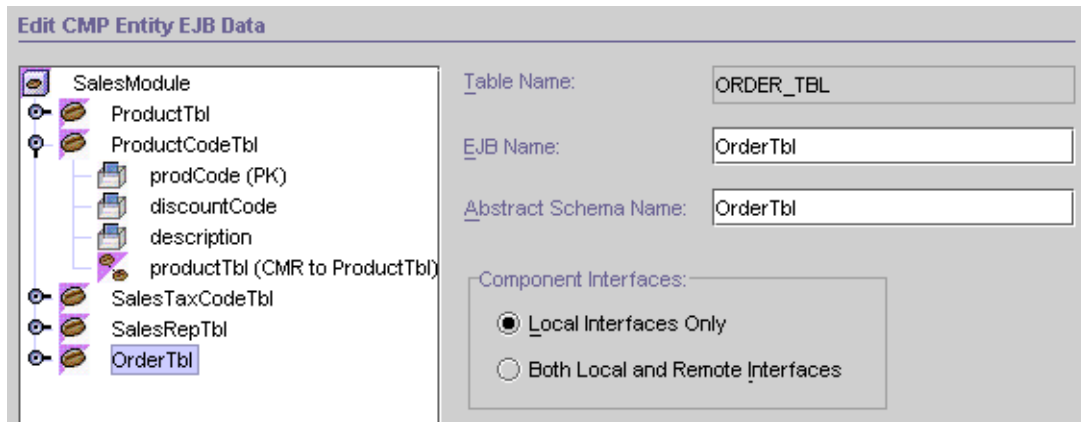 Edit CMP Entity EJB Data
SalesModule
ProductTbl
ProductCodeTbl
prodCode (PK)
discountCode
description
productTbl (CMR to ProductTbl)
SalesTaxCodeTbl
SalesRepTbl
OrderTbl
Table Name: ORDER_TBL
EJB Name: OrderTbl
Abstract Schema Name: OrderTbl
Component Interfaces:
Local Interfaces Only
Both Local and Remote Interfaces